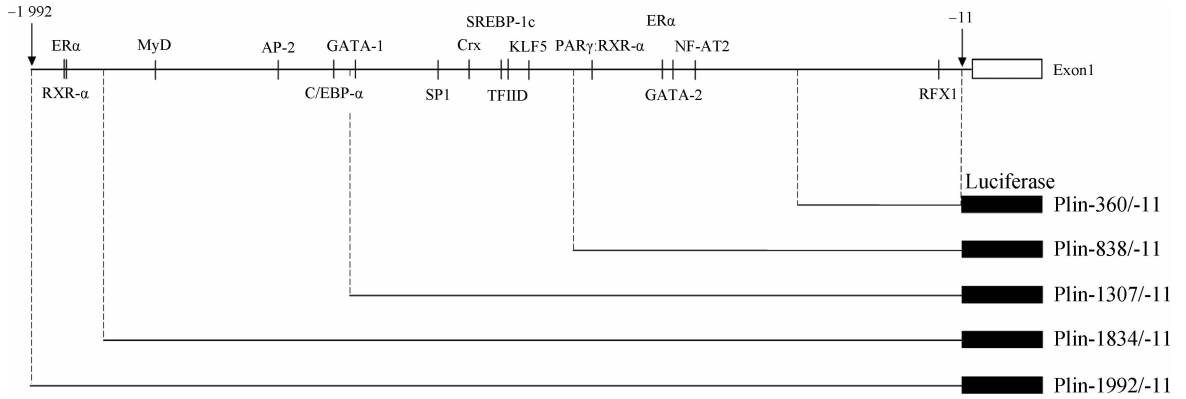 −1 992
−11
SREBP-1c
ERα
ERα
MyD
AP-2
GATA-1
Crx
KLF5
PARγ:RXR-α
NF-AT2
Exon1
RXR-α
C/EBP-α
SP1
TFIID
GATA-2
RFX1
Luciferase
Plin-360/-11
Plin-838/-11
Plin-1307/-11
Plin-1834/-11
Plin-1992/-11